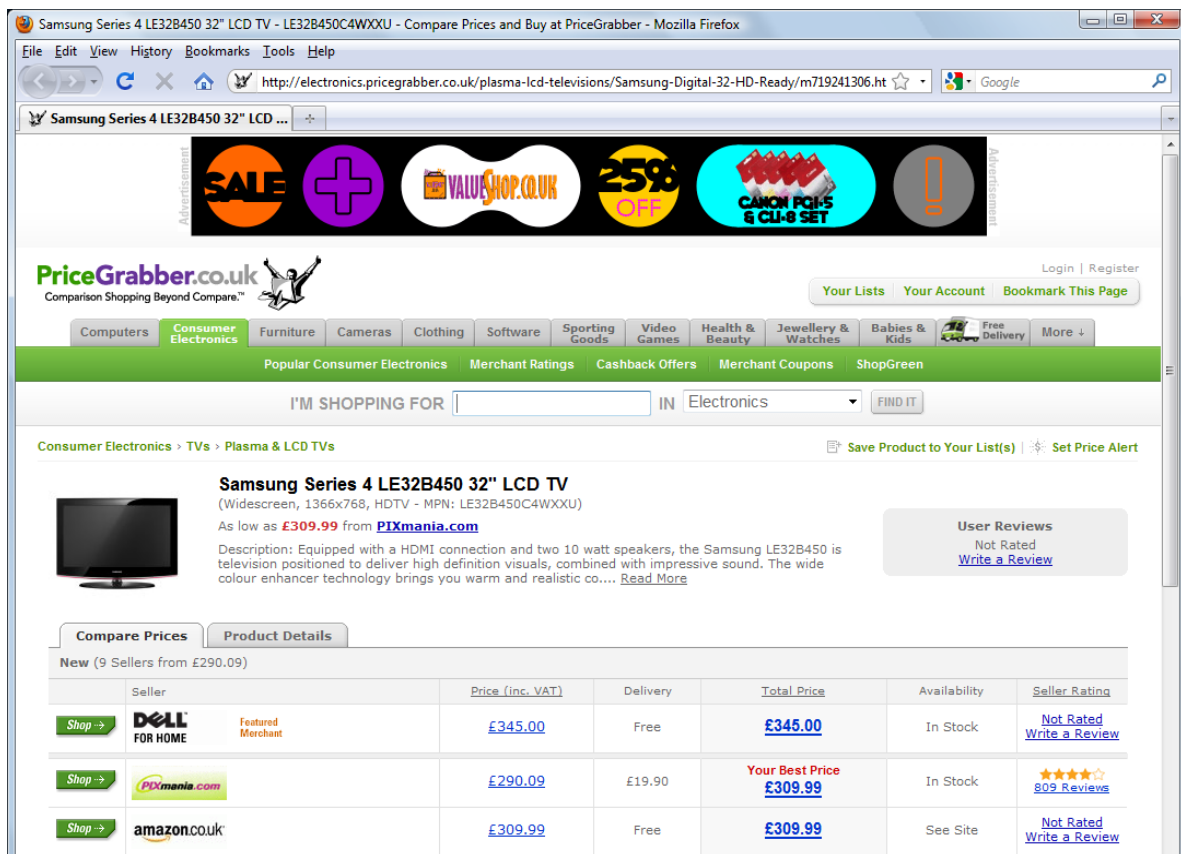 Samsung Series 4 LE32B450 32" LCD TV - LE32B450C4WXXU - Compare Prices and Buy at PriceGrabber - Mozilla Firefox
File Edit View History Bookmarks Tools Help
http://electronics.pricegrabber.co.uk/plasma-lcd-televisions/Samsung-Digital-32-HD-Ready/m719241306.ht Google
Samsung Series 4 LE32B450 32" LCD ...
Advertisement SALE VALUESHOP.CO.UK 25% OFF CANON PGI-5 & CLI-8 SET ! Advertisement
PriceGrabber.co.uk
Comparison Shopping Beyond Compare.™
Login | Register
Your Lists Your Account Bookmark This Page
Computers Consumer Electronics Furniture Cameras Clothing Software Sporting Goods Video Games Health & Beauty Jewellery & Watches Babies & Kids Free Delivery More ↓
Popular Consumer Electronics Merchant Ratings Cashback Offers Merchant Coupons ShopGreen
I'M SHOPPING FOR IN Electronics FIND IT
Consumer Electronics › TVs › Plasma & LCD TVs Save Product to Your List(s) | Set Price Alert
Samsung Series 4 LE32B450 32" LCD TV
(Widescreen, 1366x768, HDTV - MPN: LE32B450C4WXXU)
As low as £309.99 from PIXmania.com
Description: Equipped with a HDMI connection and two 10 watt speakers, the Samsung LE32B450 is
television positioned to deliver high definition visuals, combined with impressive sound. The wide
colour enhancer technology brings you warm and realistic co.... Read More
User Reviews
Not Rated
Write a Review
Compare Prices Product Details
New (9 Sellers from £290.09)
Seller Price (inc. VAT) Delivery Total Price Availability Seller Rating
Shop → DELL FOR HOME Featured Merchant £345.00 Free £345.00 In Stock Not Rated Write a Review
Shop → PIXmania.com £290.09 £19.90 Your Best Price £309.99 In Stock 809 Reviews
Shop → amazon.co.uk £309.99 Free £309.99 See Site Not Rated Write a Review